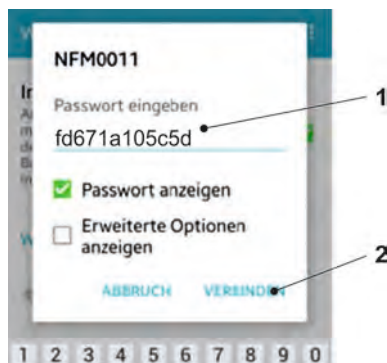 NFM0011
Passwort eingeben
1
fd671a105c5d
Passwort anzeigen
Erweiterte Optionen
anzeigen
2
ABBRUCH VERBINDEN
1 2 3 4 5 6 7 8 9 0